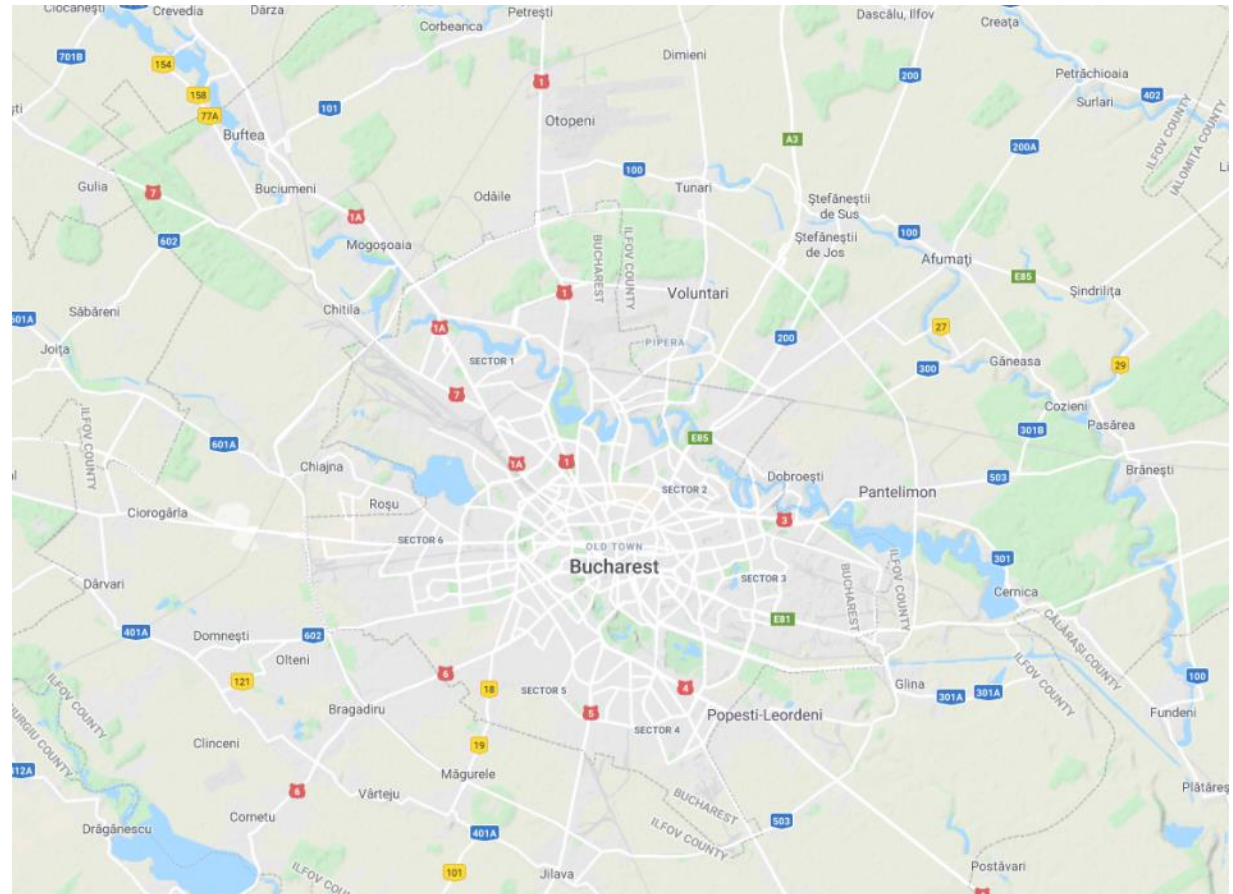 Ciocănești
Crevedia
Dârza
Petrești
Corbeanca
Dascălu, Ilfov
Creața
1
701B
154
Dimieni
200
Petrăchioaia
402
158
101
77A
Surlari
Otopeni
Buftea
A3
200A
ILFOV COUNTY
IALOMIȚA COUNTY
Gulia
7
Buciumeni
Odăile
100
Tunari
Ștefăneștii
de Sus
1A
602
Mogoșoaia
BUCHAREST
ILFOV COUNTY
Ștefăneștii
de Jos
100
Afumați
E85
Șindrilița
Săbăreni
Chitila
1
Voluntari
601A
1A
27
200
Joița
PIPERA
SECTOR 1
300
Găneasa
29
7
ILFOV COUNTY
Cozieni
Pasărea
301B
601A
E85
1A
1
Chiajna
Dobroești
503
Brănești
Roșu
SECTOR 2
Pantelimon
Ciorogârla
3
SECTOR 6
OLD TOWN
Bucharest
301
SECTOR 3
BUCHAREST
ILFOV COUNTY
Dârvari
Cernica
401A
Domnești
602
E81
CĂLĂRAȘI COUNTY
ILFOV COUNTY
Olteni
121
6
18
SECTOR 5
4
Glina
301A
301A
100
ILFOV COUNTY
GIURGIU COUNTY
Bragadiru
5
Popesti-Leordeni
Fundeni
Clinceni
19
SECTOR 4
Măgurele
6
Vârteju
BUCHAREST
ILFOV COUNTY
Cornetu
401A
503
Drăgănescu
ILFOV COUNTY
101
Jilava
Postăvari